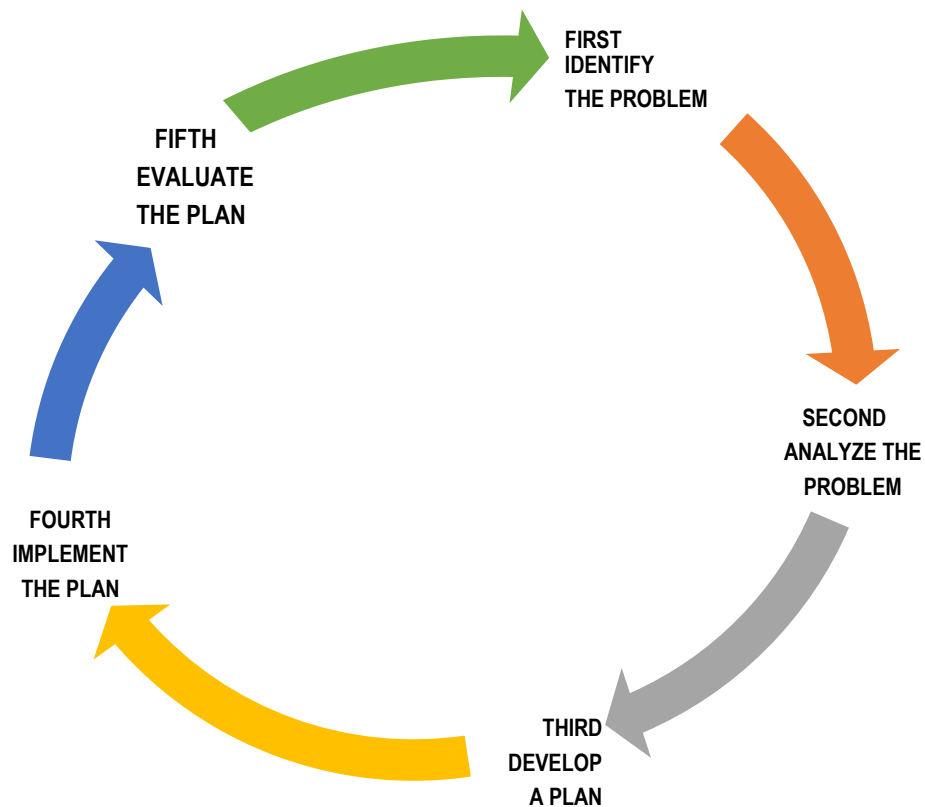 FIRST
IDENTIFY
THE PROBLEM
SECOND
ANALYZE THE
PROBLEM
THIRD
DEVELOP
A PLAN
FOURTH
IMPLEMENT
THE PLAN
FIFTH
EVALUATE
THE PLAN